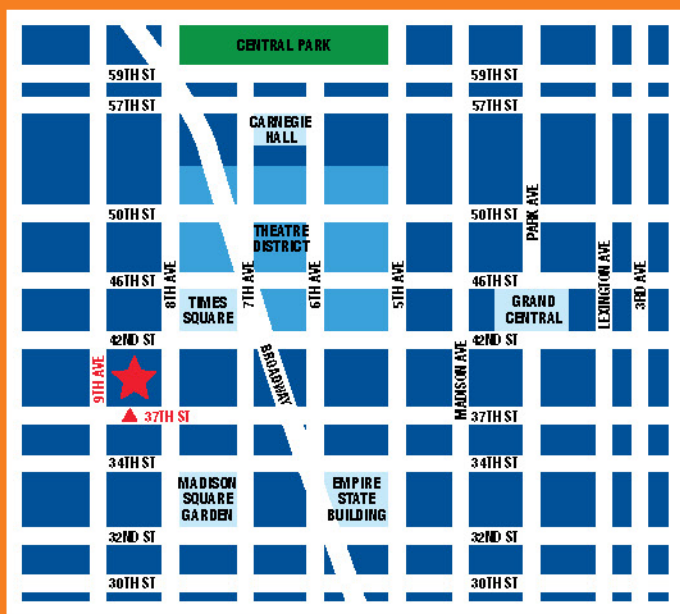 CENTRAL PARK
59TH ST
59TH ST
57TH ST
57TH ST
CARNEGIE
HALL
50TH ST
50TH ST
PARK AVE
THEATRE
DISTRICT
8TH AVE
7TH AVE
6TH AVE
5TH AVE
LEXINGTON AVE
3RD AVE
46TH ST
46TH ST
TIMES
SQUARE
GRAND
CENTRAL
42ND ST
42ND ST
9TH AVE
BROADWAY
MADISON AVE
37TH ST
37TH ST
34TH ST
34TH ST
MADISON
SQUARE
GARDEN
EMPIRE
STATE
BUILDING
32ND ST
32ND ST
30TH ST
30TH ST